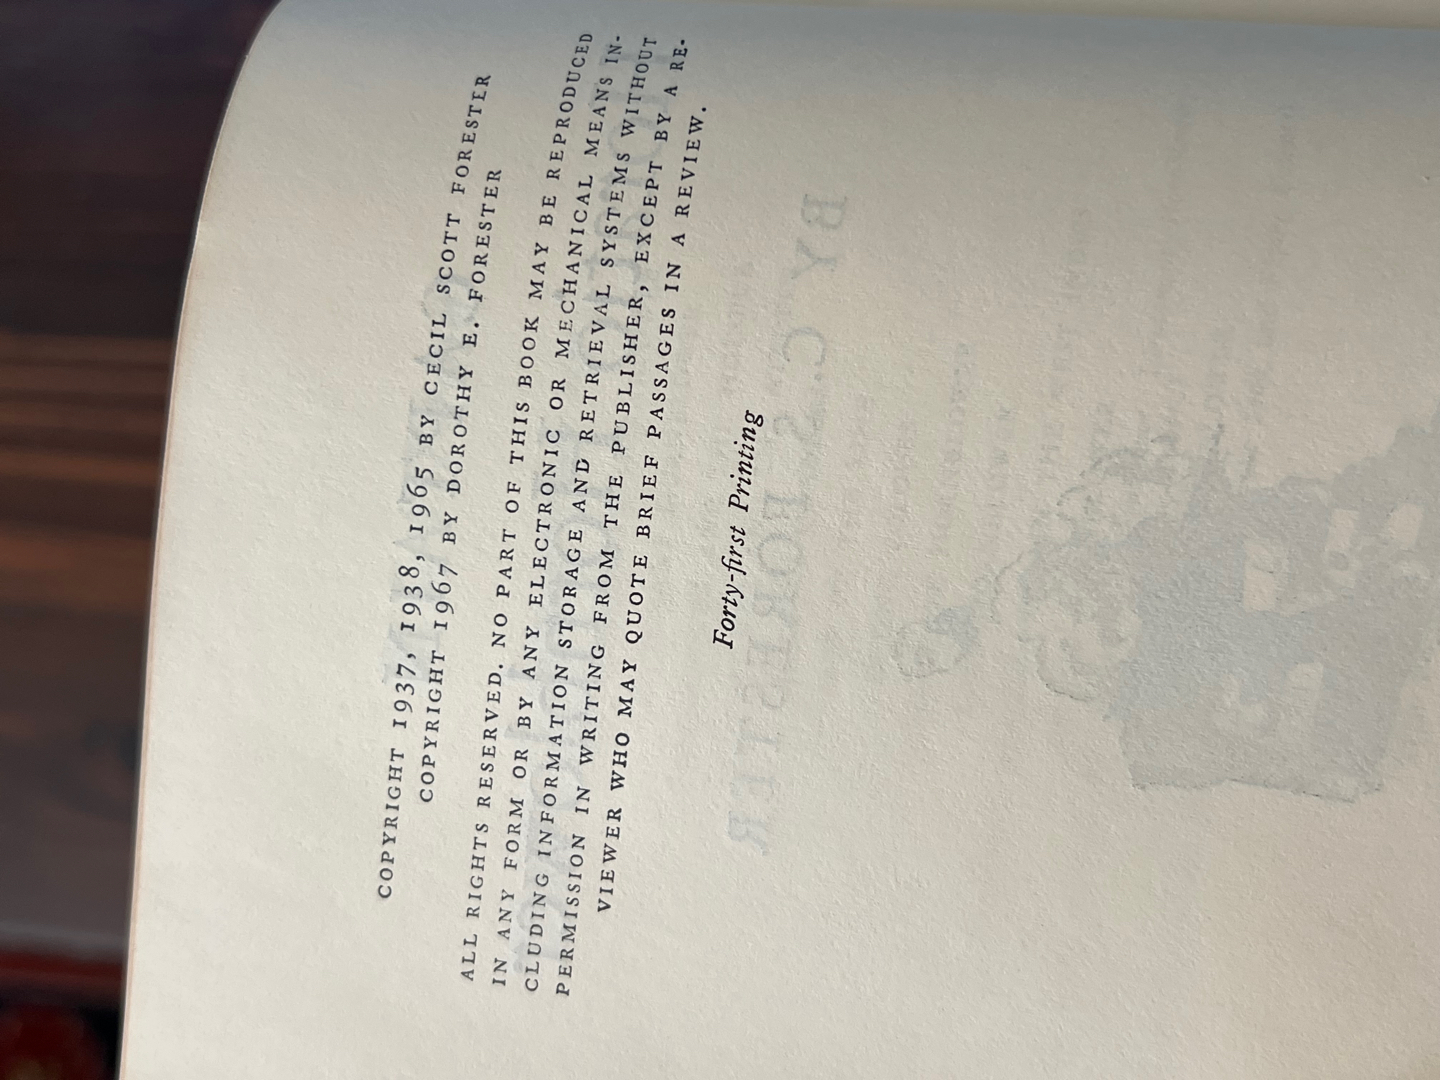 COPYRIGHT 1937, 1938, 1965 BY CECIL SCOTT FORESTER
COPYRIGHT 1967 BY DOROTHY E. FORESTER
ALL RIGHTS RESERVED. NO PART OF THIS BOOK MAY BE REPRODUCED
IN ANY FORM OR BY ANY ELECTRONIC OR MECHANICAL MEANS IN-
CLUDING INFORMATION STORAGE AND RETRIEVAL SYSTEMS WITHOUT
PERMISSION IN WRITING FROM THE PUBLISHER, EXCEPT BY A RE-
VIEWER WHO MAY QUOTE BRIEF PASSAGES IN A REVIEW.
Forty-first Printing
BY C. S. FORESTER